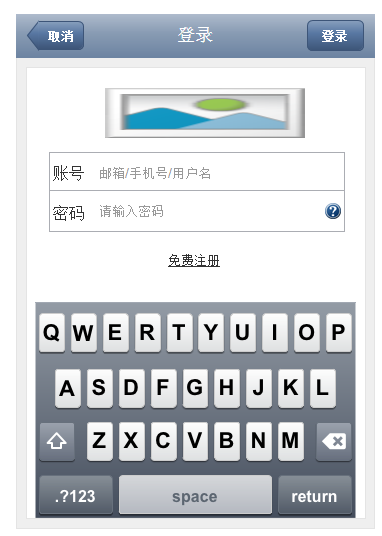 取消 登录 登录
账号 邮箱/手机号/用户名
密码 请输入密码 ?
免费注册
Q W E R T Y U I O P
A S D F G H J K L
Z X C V B N M
.?123 space return